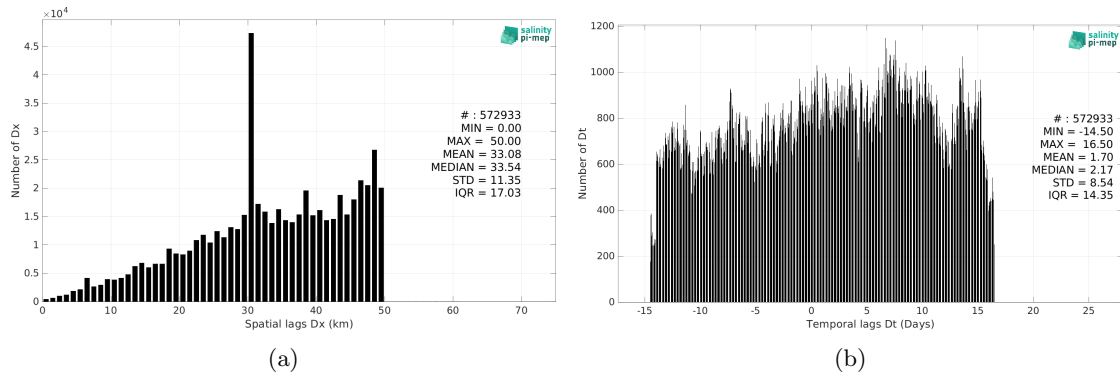 ×10⁴
4.5
4
3.5
3
2.5
2
1.5
1
0.5
0
0
10
20
30
40
50
60
70
Number of Dx
Spatial lags Dx (km)
salinity
pi-mep
# : 572933
MIN = 0.00
MAX = 50.00
MEAN = 33.08
MEDIAN = 33.54
STD = 11.35
IQR = 17.03
(a)
1200
1000
800
600
400
200
0
-15
-10
-5
0
5
10
15
20
25
Number of Dt
Temporal lags Dt (Days)
salinity
pi-mep
# : 572933
MIN = -14.50
MAX = 16.50
MEAN = 1.70
MEDIAN = 2.17
STD = 8.54
IQR = 14.35
(b)